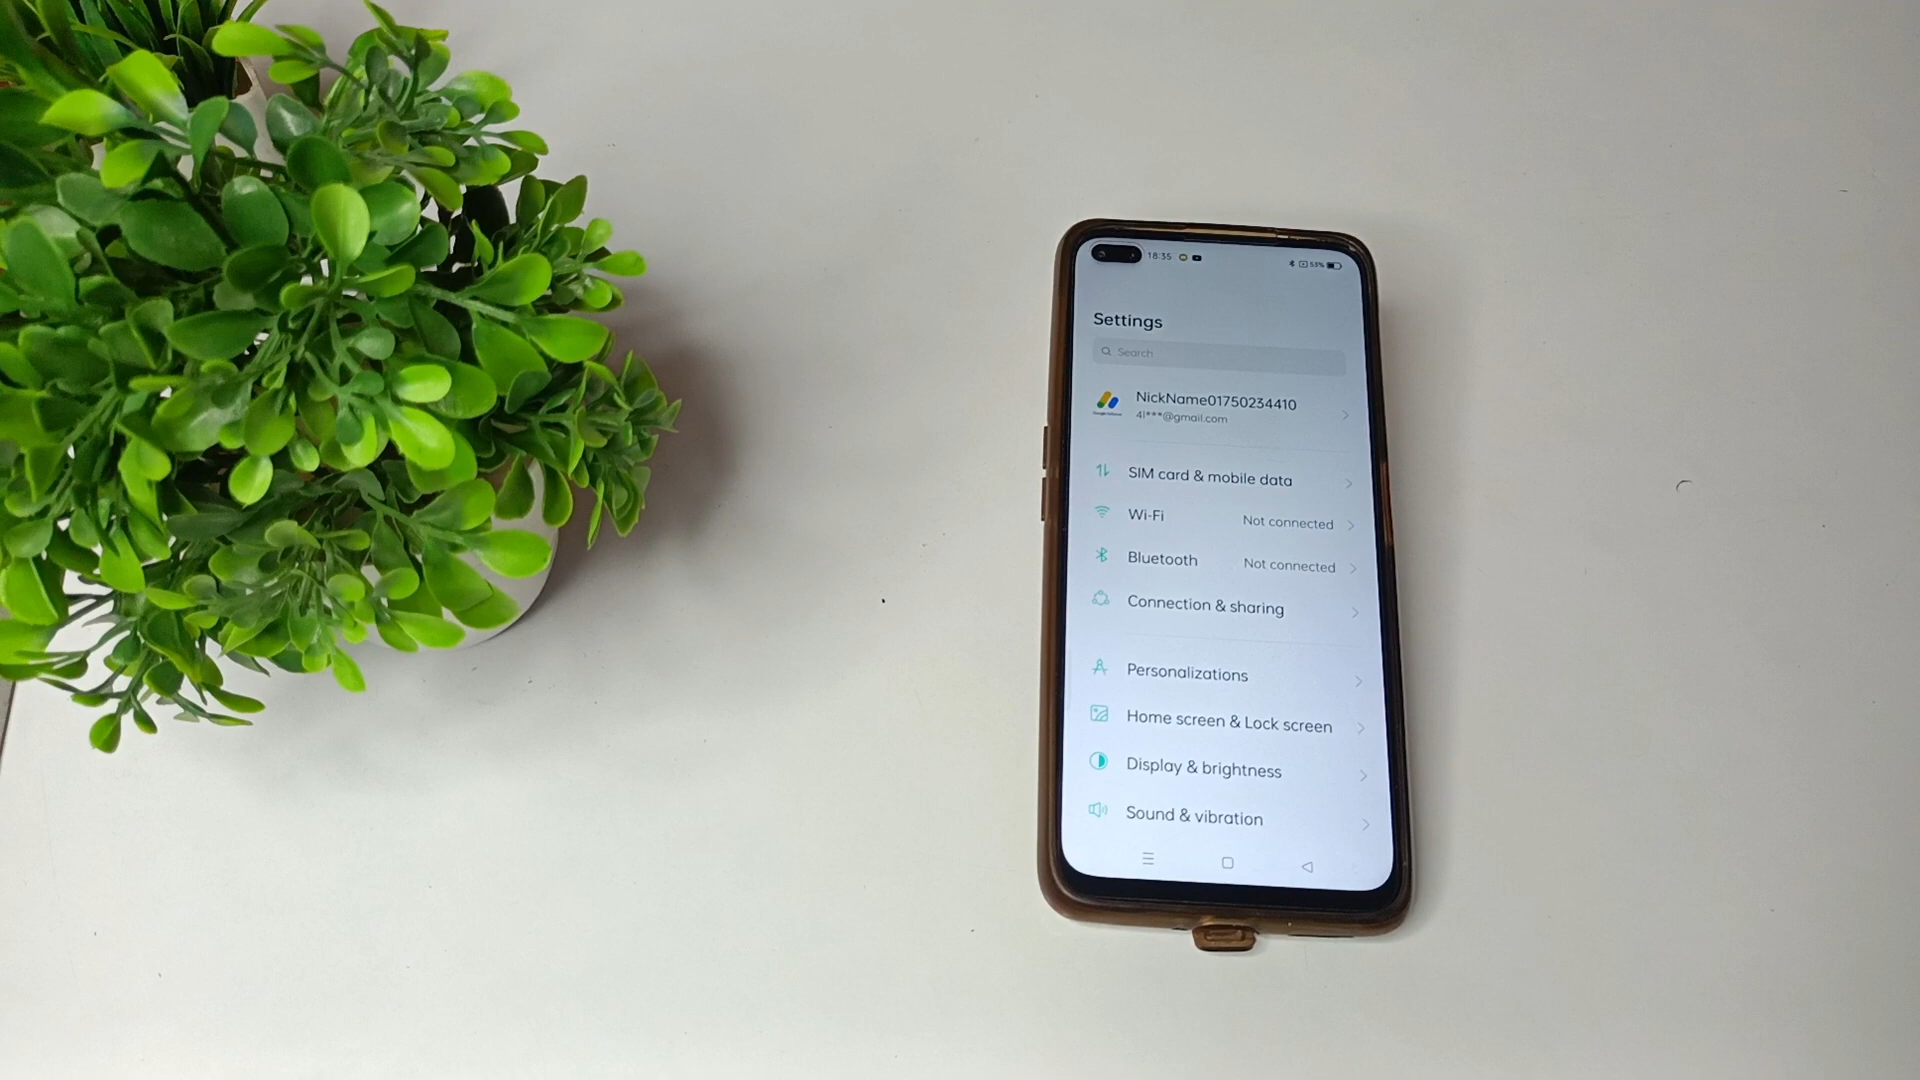 18:35 53%
Settings
Search
NickName01750234410
4l***@gmail.com
SIM card & mobile data
Wi-Fi Not connected
Bluetooth Not connected
Connection & sharing
Personalizations
Home screen & Lock screen
Display & brightness
Sound & vibration